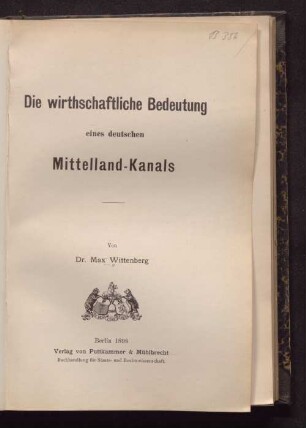 Die wirthschaftliche Bedeutung
eines deutschen
Mittelland-Kanals
Von
Dr. Max Wittenberg
Berlin
Verlag von Puttkammer & Mühlbrecht
Buchhandlung für Staats- und Rechtswissenschaft.